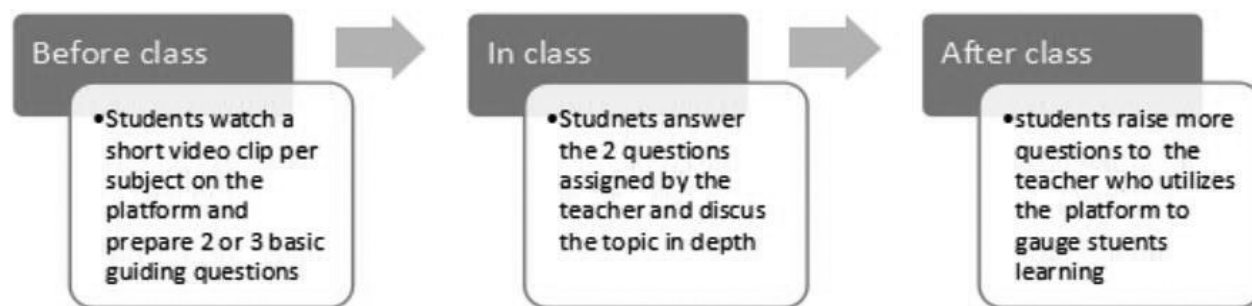 Before class
•Students watch a
short video clip per
subject on the
platform and
prepare 2 or 3 basic
guiding questions
In class
•Studnets answer
the 2 questions
assigned by the
teacher and discus
the topic in depth
After class
•students raise more
questions to the
teacher who utilizes
the platform to
gauge stuents
learning